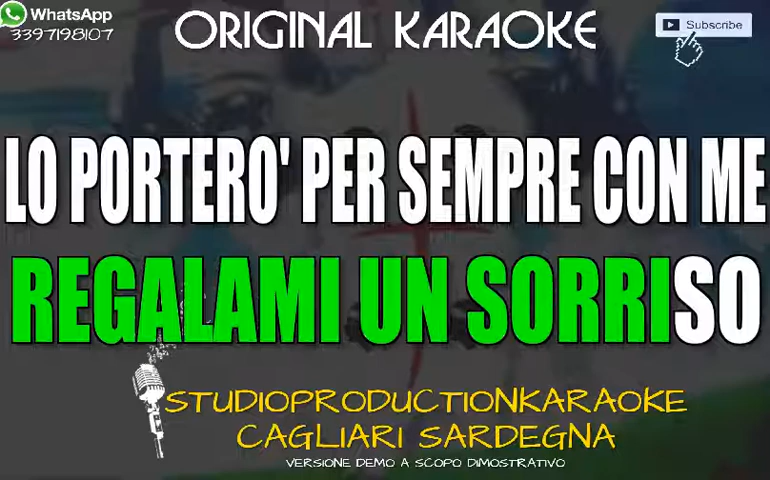 WhatsApp
3397198107
ORIGINAL KARAOKE
Subscribe
LO PORTERO' PER SEMPRE CON ME
REGALAMI UN SORRISO
STUDIOPRODUCTIONKARAOKE
CAGLIARI SARDEGNA
VERSIONE DEMO A SCOPO DIMOSTRATIVO